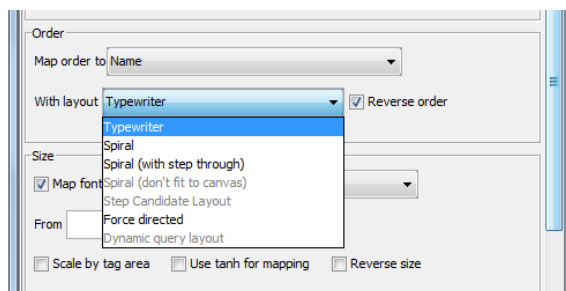 Order
Map order to Name
With layout Typewriter Reverse order
Typewriter
Spiral
Size
Spiral (with step through)
Map font Spiral (don't fit to canvas)
Step Candidate Layout
From Force directed
Dynamic query layout
Scale by tag area Use tanh for mapping Reverse size